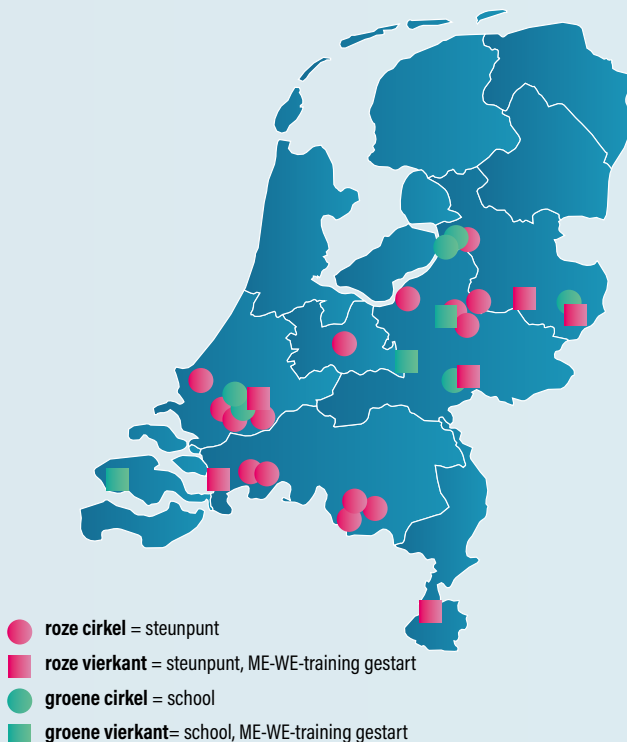 roze cirkel = steunpunt
roze vierkant = steunpunt, ME-WE-training gestart
groene cirkel = school
groene vierkant= school, ME-WE-training gestart